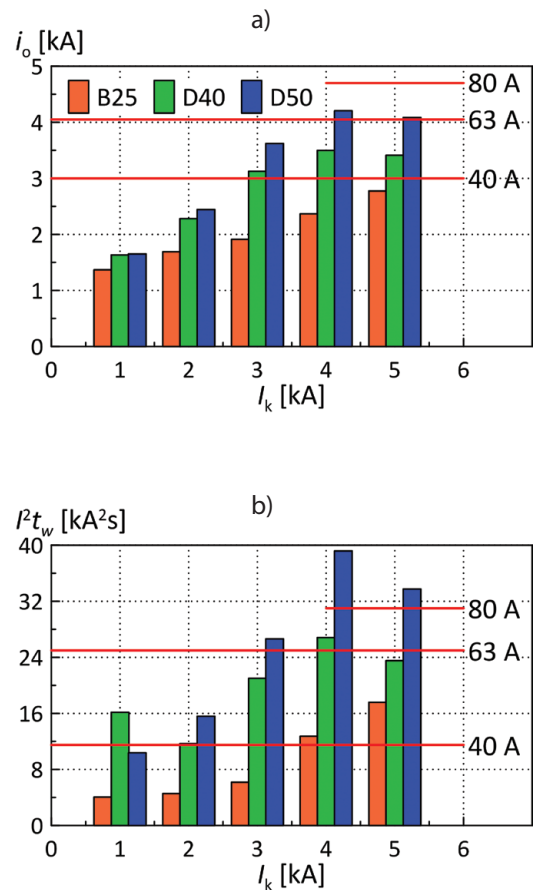 a)
iₒ [kA]
5
B25 D40 D50
80 A
4
63 A
3
40 A
2
1
0
0 1 2 3 4 5 6
Iₖ [kA]
b)
I²t_w [kA²s]
40
32
80 A
24
63 A
16
40 A
8
0
0 1 2 3 4 5 6
Iₖ [kA]